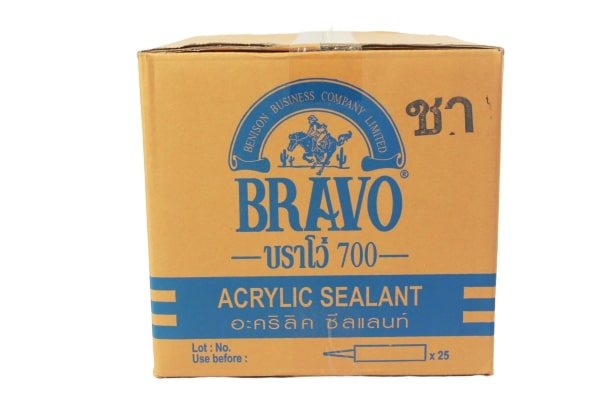 BENISON BUSINESS COMPANY LIMITED
ชา
BRAVO®
บราโว่ 700
ACRYLIC SEALANT
อะคริลิค ซีลแลนท์
Lot : No.
Use before :
x 25